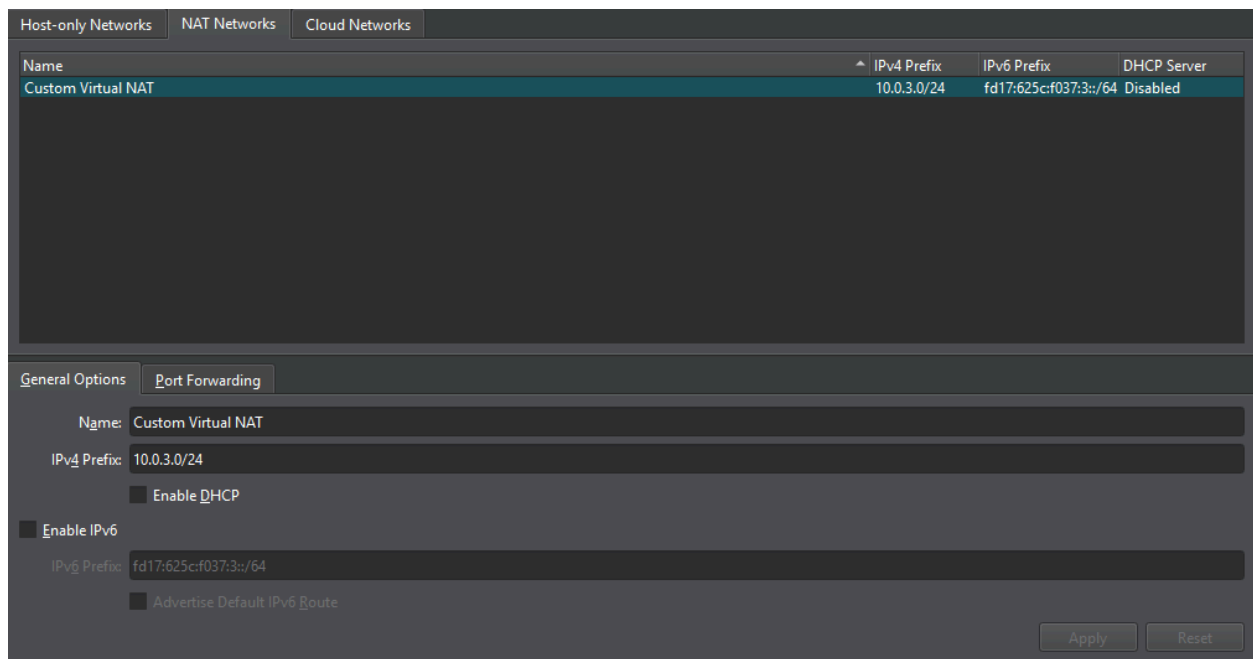 Host-only Networks NAT Networks Cloud Networks
Name IPv4 Prefix IPv6 Prefix DHCP Server
Custom Virtual NAT 10.0.3.0/24 fd17:625c:f037:3::/64 Disabled
General Options Port Forwarding
Name: Custom Virtual NAT
IPv4 Prefix: 10.0.3.0/24
Enable DHCP
Enable IPv6
IPv6 Prefix: fd17:625c:f037:3::/64
Advertise Default IPv6 Route
Apply Reset